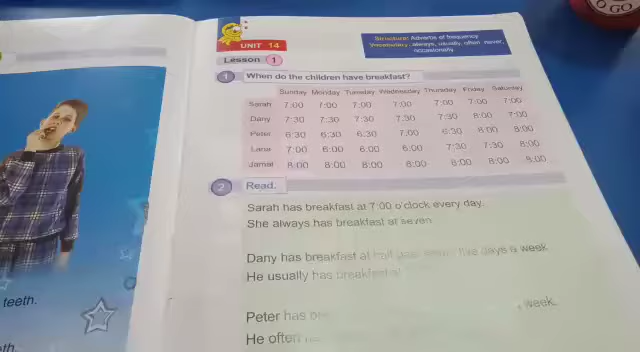 O GO
UNIT 14
Structure: Adverbs of frequency
Vocabulary: always, usually, often, never,
occasionally
Lesson 1
1 When do the children have breakfast?
Sunday Monday Tuesday Wednesday Thursday Friday Saturday
Sarah 7:00 7:00 7:00 7:00 7:00 7:00 7:00
Dany 7:30 7:30 7:30 7:30 7:30 8:00 7:00
Peter 6:30 6:30 6:30 7:00 6:30 8:00 8:00
Lana 7:00 6:00 6:00 6:00 7:30 7:30 8:00
Jamal 8:00 8:00 8:00 8:00 8:00 8:00 8:00
2 Read.
Sarah has breakfast at 7:00 o'clock every day.
She always has breakfast at seven.
Dany has breakfast at half past seven five days a week.
He usually has breakfast at
Peter has week.
He often
teeth.